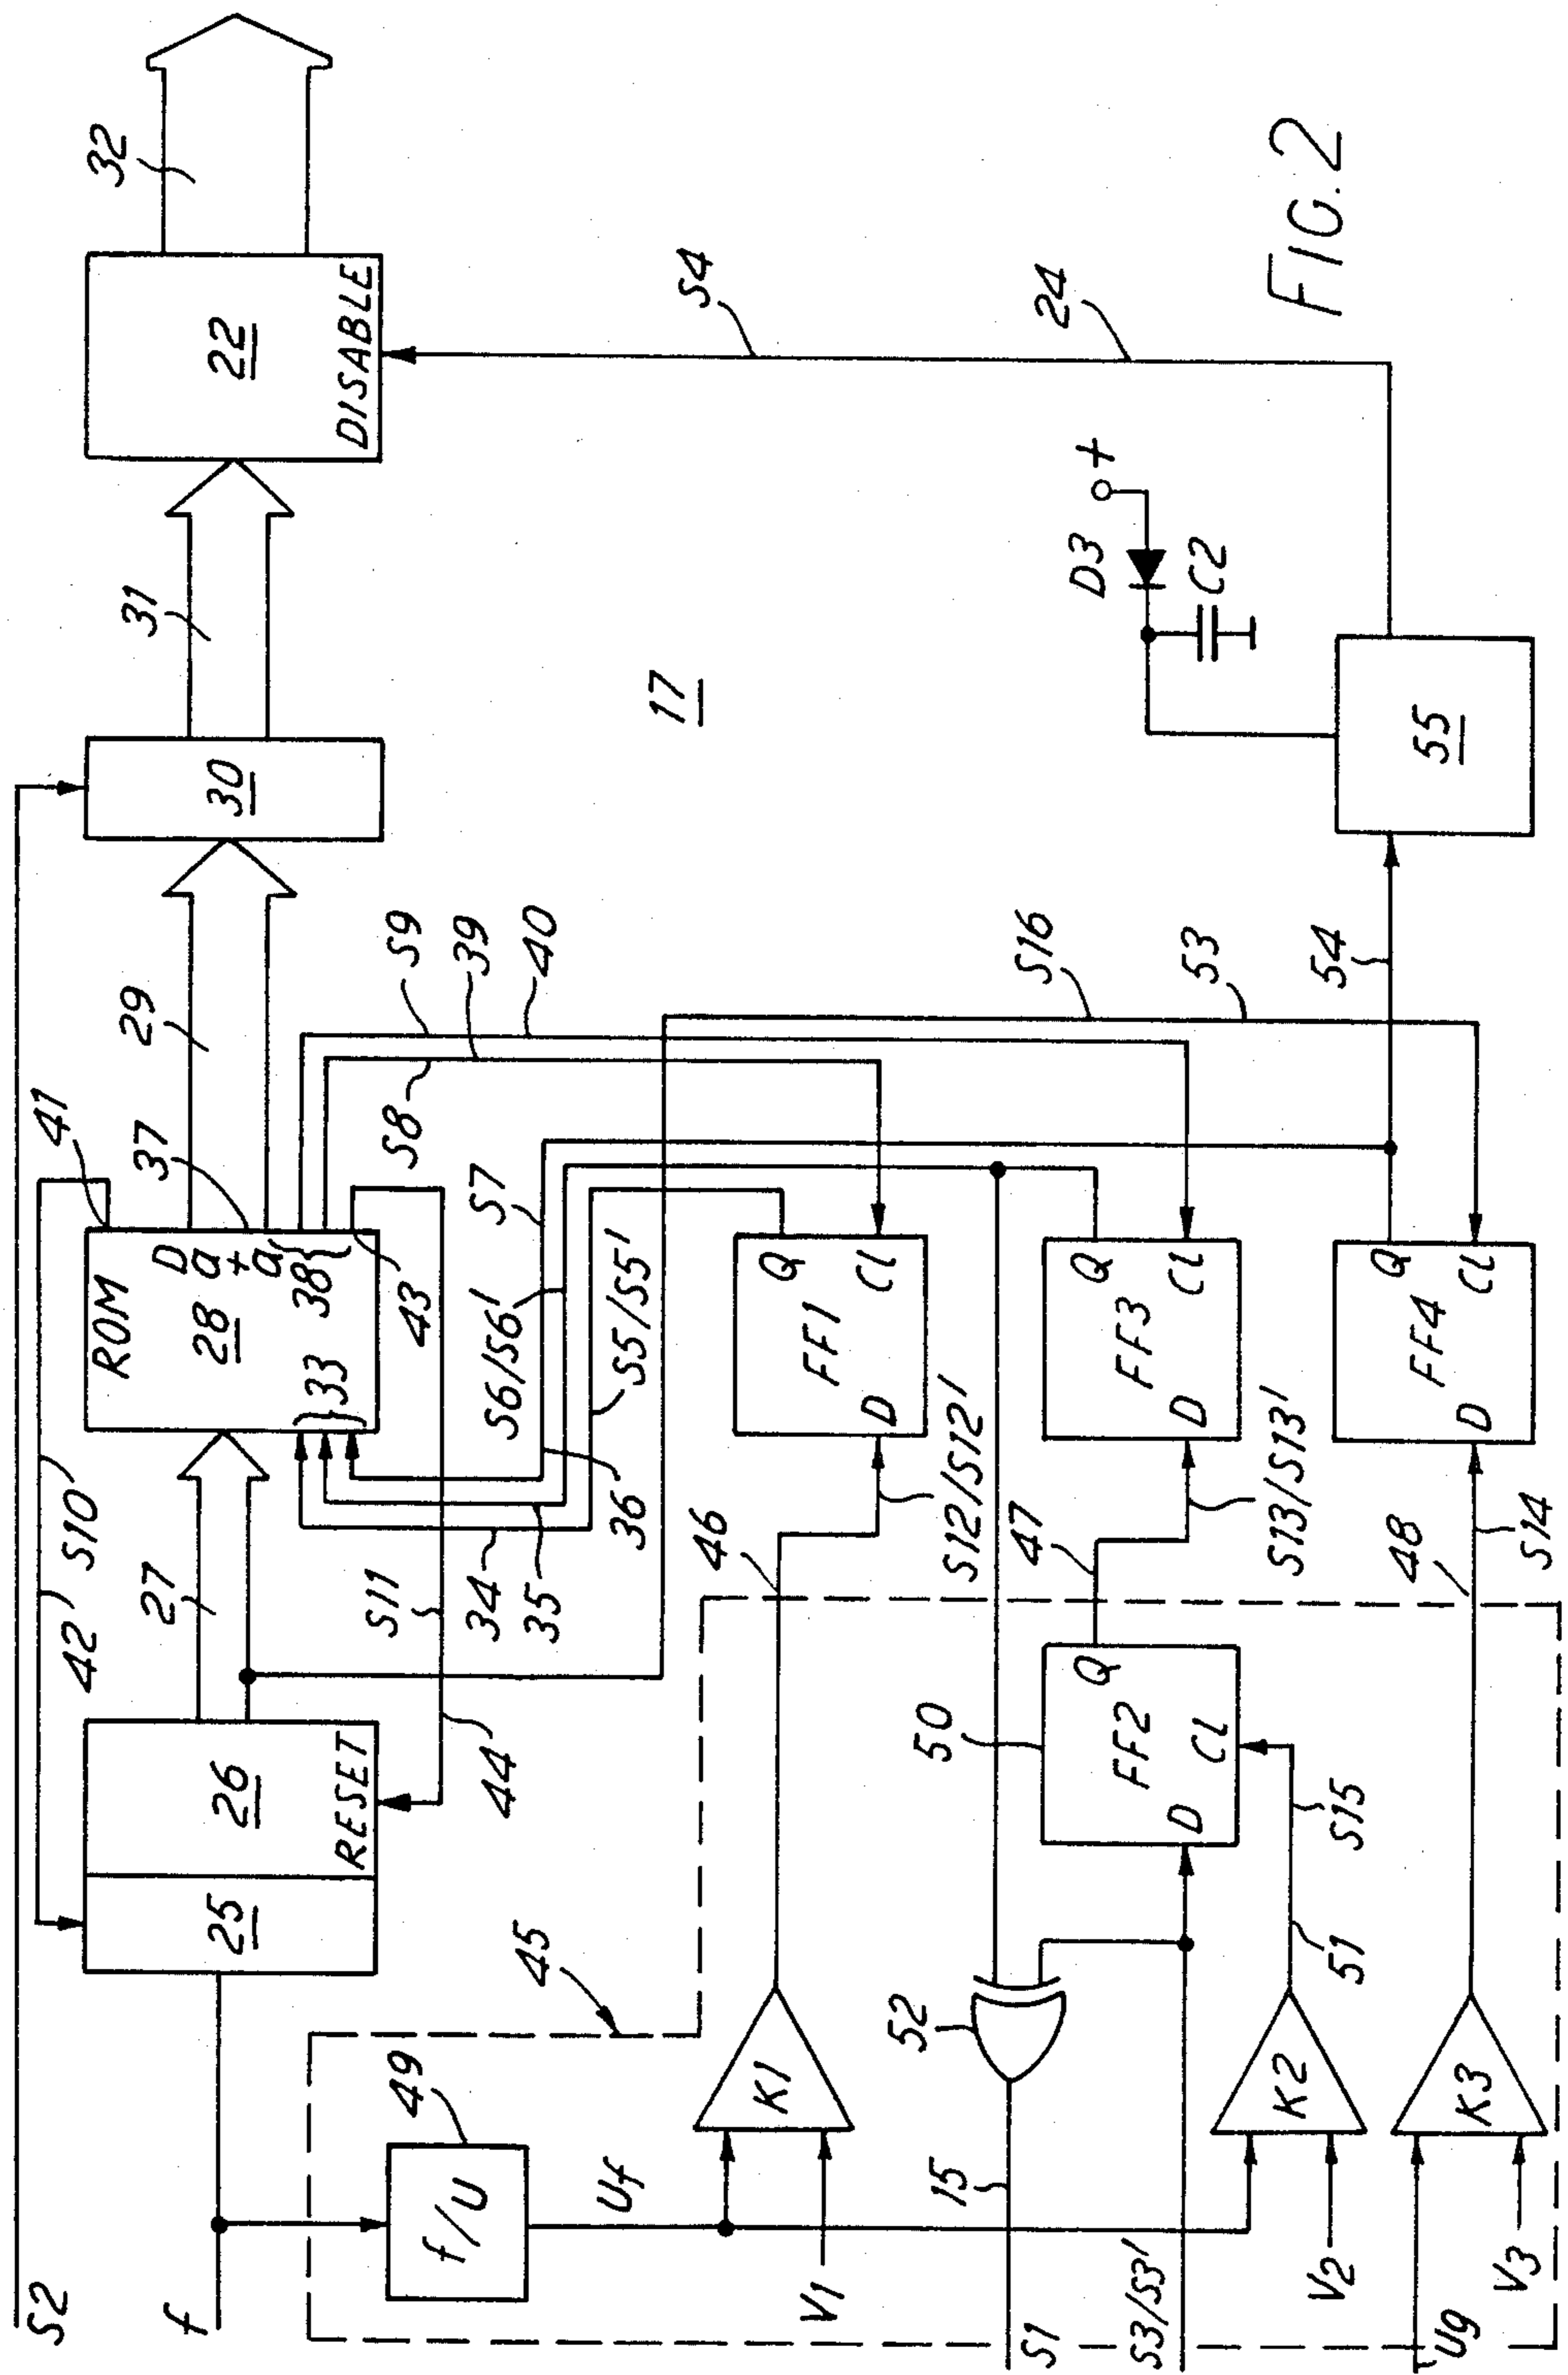 S2
f
25
26
RESET
42
S10
27
ROM
28
D
a
t
a
33
38
41
37
43
29
30
31
22
DISABLE
32
S11
44
34
35
36
S5/S5'
S6/S6'
S7
S8
39
S9
40
17
S4
24
45
49
f/U
Uf
K1
V1
46
S12/S12'
FF1
D
Q
CL
15
S1
52
S3/S3'
50
FF2
D
Q
CL
47
S13/S13'
FF3
D
Q
CL
S16
53
D3
+
C2
K2
V2
51
S15
K3
Ug
V3
48
S14
FF4
D
Q
CL
54
55
FIG. 2